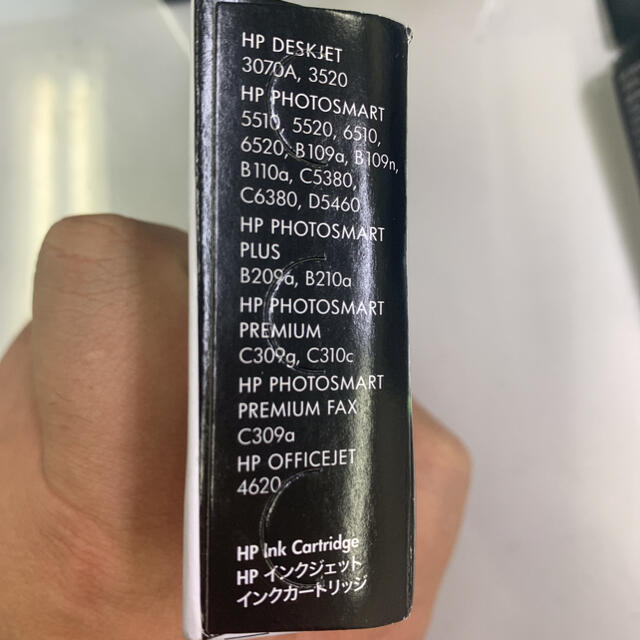 HP DESKJET
3070A, 3520
HP PHOTOSMART
5510, 5520, 6510,
6520, B109a, B109n,
B110a, C5380,
C6380, D5460
HP PHOTOSMART
PLUS
B209a, B210a
HP PHOTOSMART
PREMIUM
C309g, C310c
HP PHOTOSMART
PREMIUM FAX
C309a
HP OFFICEJET
4620
HP Ink Cartridge
HP インクジェット
インクカートリッジ